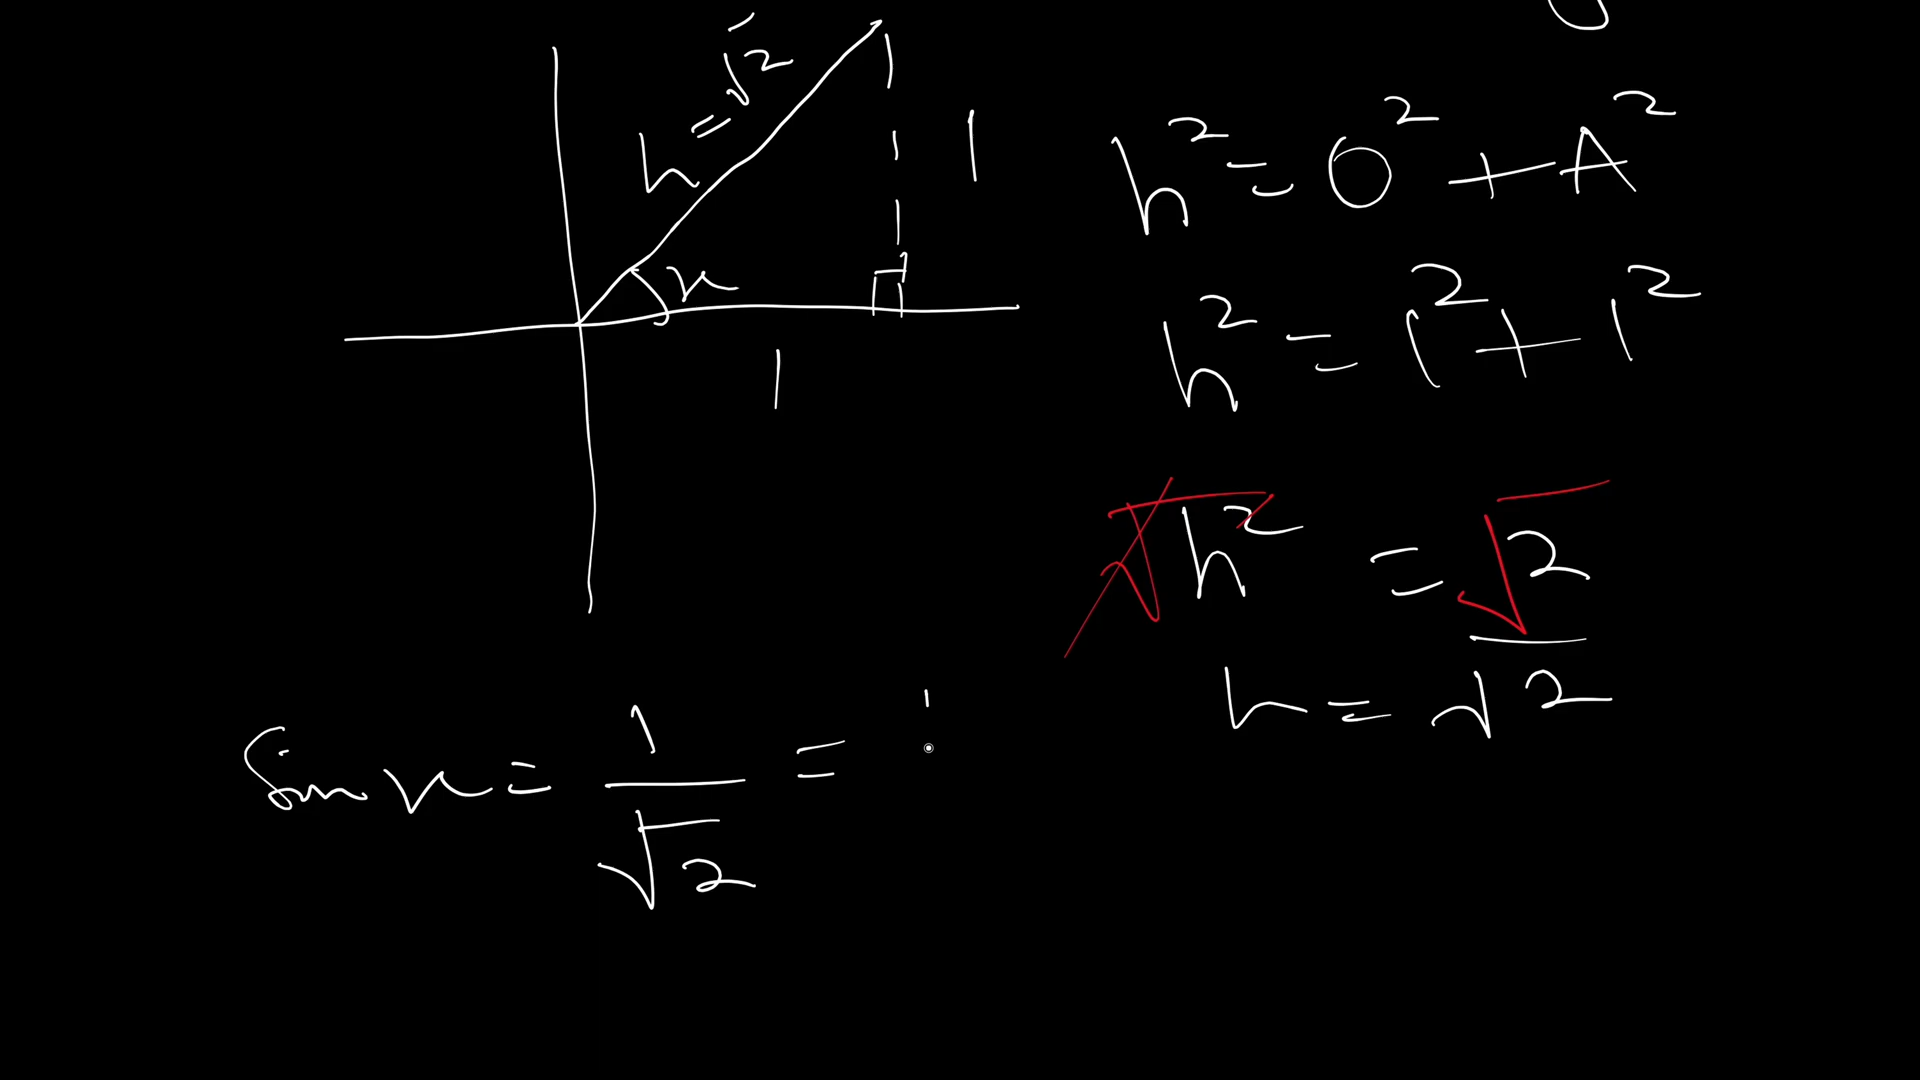 h = √2
1
x
1
h² = O² + A²
h² = 1² + 1²
√h² = √2
h = √2
Sin x = 1/√2 =